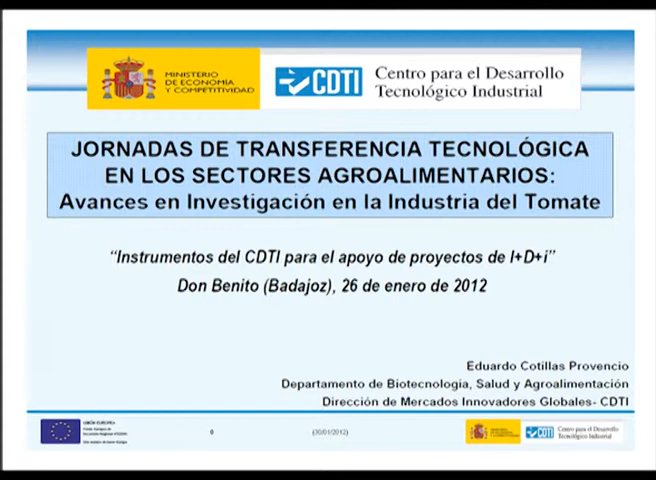 MINISTERIO
DE ECONOMÍA
Y COMPETITIVIDAD
CDTI
Centro para el Desarrollo
Tecnológico Industrial
JORNADAS DE TRANSFERENCIA TECNOLÓGICA
EN LOS SECTORES AGROALIMENTARIOS:
Avances en Investigación en la Industria del Tomate
“Instrumentos del CDTI para el apoyo de proyectos de I+D+i”
Don Benito (Badajoz), 26 de enero de 2012
Eduardo Cotillas Provencio
Departamento de Biotecnología, Salud y Agroalimentación
Dirección de Mercados Innovadores Globales- CDTI
UNIÓN EUROPEA
(30/01/2012)
CDTI
Centro para el Desarrollo
Tecnológico Industrial